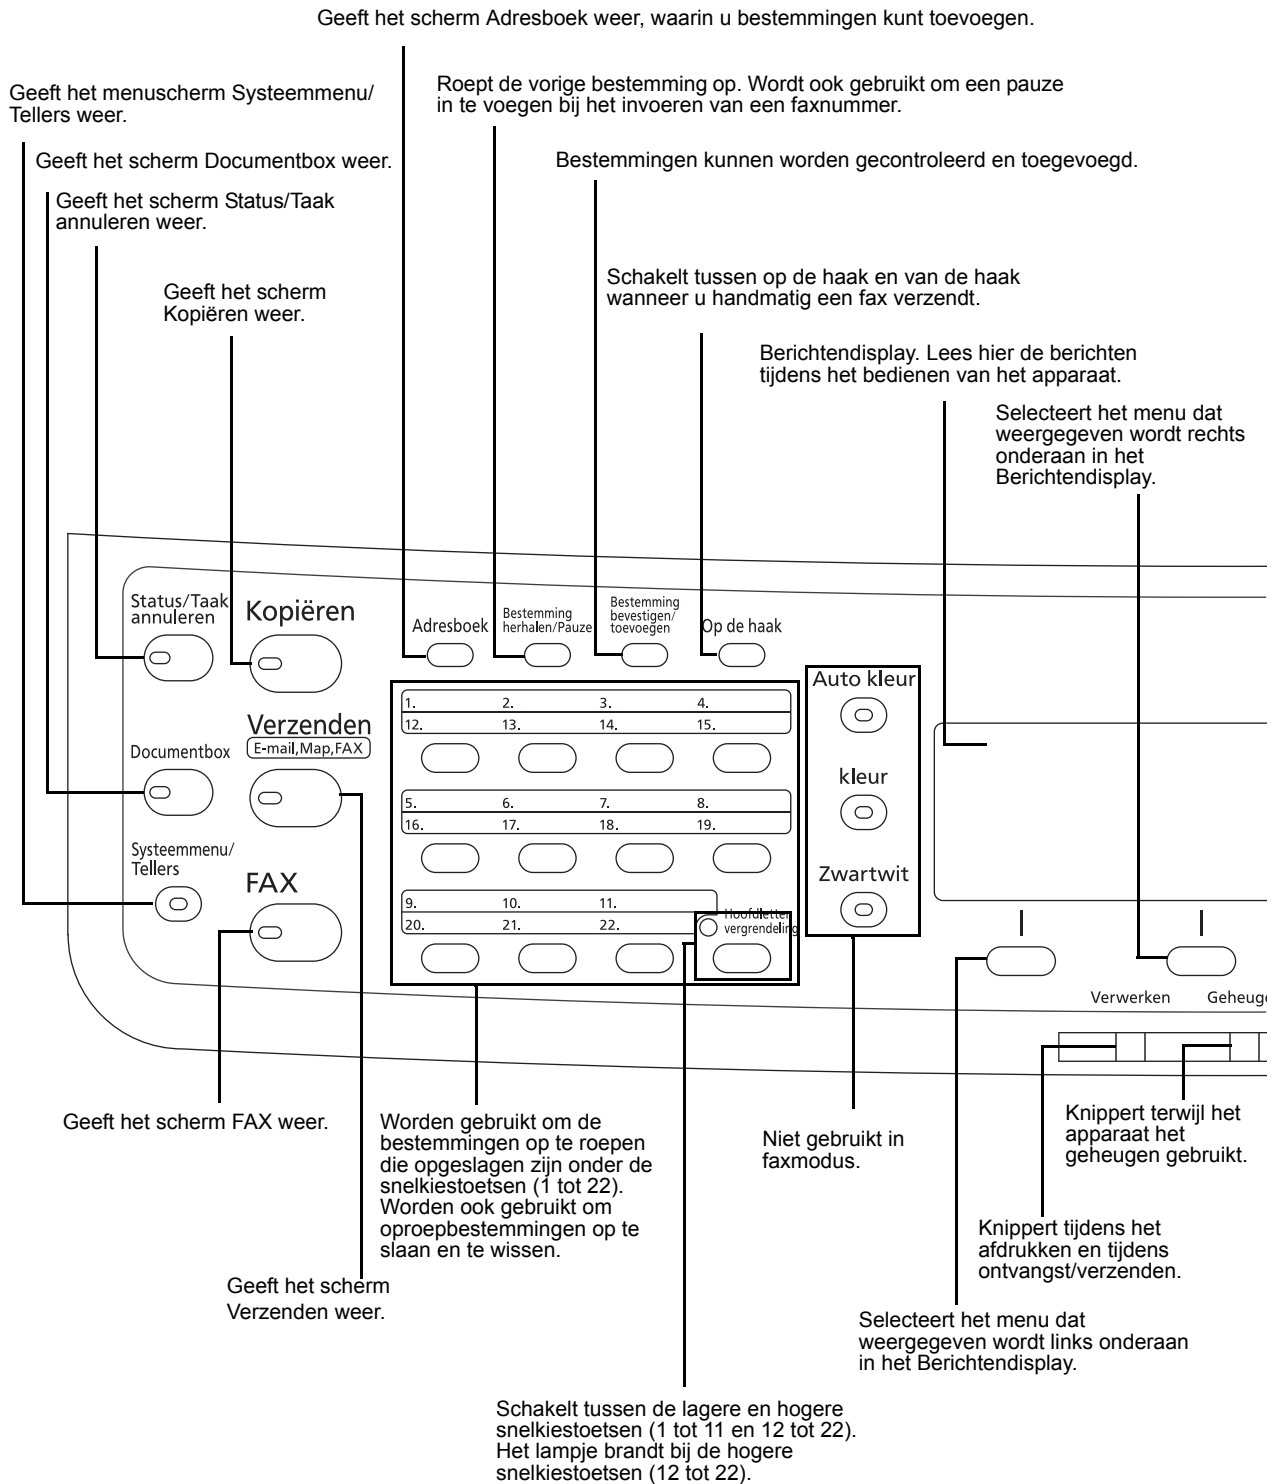 Geeft het scherm Adresboek weer, waarin u bestemmingen kunt toevoegen.
Roept de vorige bestemming op. Wordt ook gebruikt om een pauze
in te voegen bij het invoeren van een faxnummer.
Geeft het menuscherm Systeemmenu/
Tellers weer.
Geeft het scherm Documentbox weer.
Bestemmingen kunnen worden gecontroleerd en toegevoegd.
Geeft het scherm Status/Taak
annuleren weer.
Geeft het scherm
Kopiëren weer.
Schakelt tussen op de haak en van de haak
wanneer u handmatig een fax verzendt.
Berichtendisplay. Lees hier de berichten
tijdens het bedienen van het apparaat.
Selecteert het menu dat
weergegeven wordt rechts
onderaan in het
Berichtendisplay.
Status/Taak
annuleren
Kopiëren
Adresboek
Bestemming
herhalen/Pauze
Bestemming
bevestigen/
toevoegen
Op de haak
Auto kleur
1. 2. 3. 4.
12. 13. 14. 15.
Verzenden
E-mail,Map,FAX
Documentbox
kleur
5. 6. 7. 8.
16. 17. 18. 19.
Systeemmenu/
Tellers
FAX
Zwartwit
9. 10. 11.
20. 21. 22.
Hoofdletter
vergrendeling
Verwerken Geheuge
Geeft het scherm FAX weer.
Worden gebruikt om de
bestemmingen op te roepen
die opgeslagen zijn onder de
snelkiestoetsen (1 tot 22).
Worden ook gebruikt om
oproepbestemmingen op te
slaan en te wissen.
Niet gebruikt in
faxmodus.
Knippert terwijl het
apparaat het
geheugen gebruikt.
Knippert tijdens het
afdrukken en tijdens
ontvangst/verzenden.
Geeft het scherm
Verzenden weer.
Selecteert het menu dat
weergegeven wordt links onderaan
in het Berichtendisplay.
Schakelt tussen de lagere en hogere
snelkiestoetsen (1 tot 11 en 12 tot 22).
Het lampje brandt bij de hogere
snelkiestoetsen (12 tot 22).